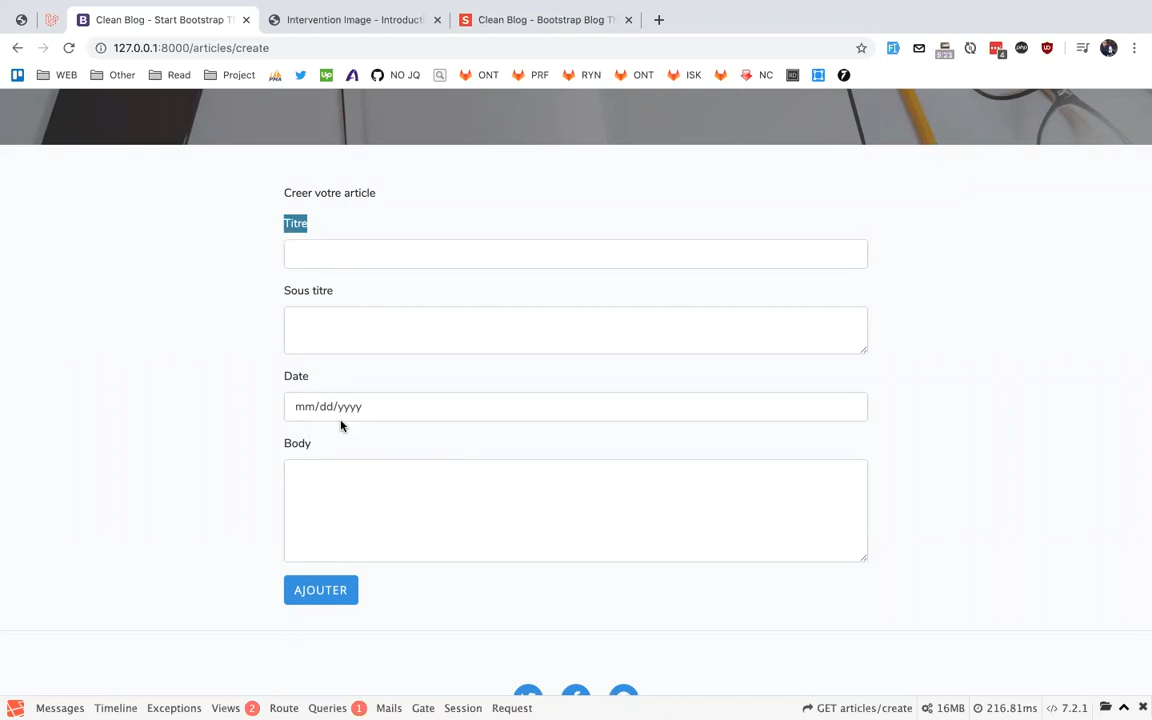 Clean Blog - Start Bootstrap T
Intervention Image - Introduct
Clean Blog - Bootstrap Blog T
127.0.0.1:8000/articles/create
WEB Other Read Project Up NO JQ ONT PRF RYN ONT ISK NC
Creer votre article
Titre
Sous titre
Date
mm/dd/yyyy
Body
AJOUTER
Messages Timeline Exceptions Views 2 Route Queries 1 Mails Gate Session Request GET articles/create 16MB 216.81ms 7.2.1